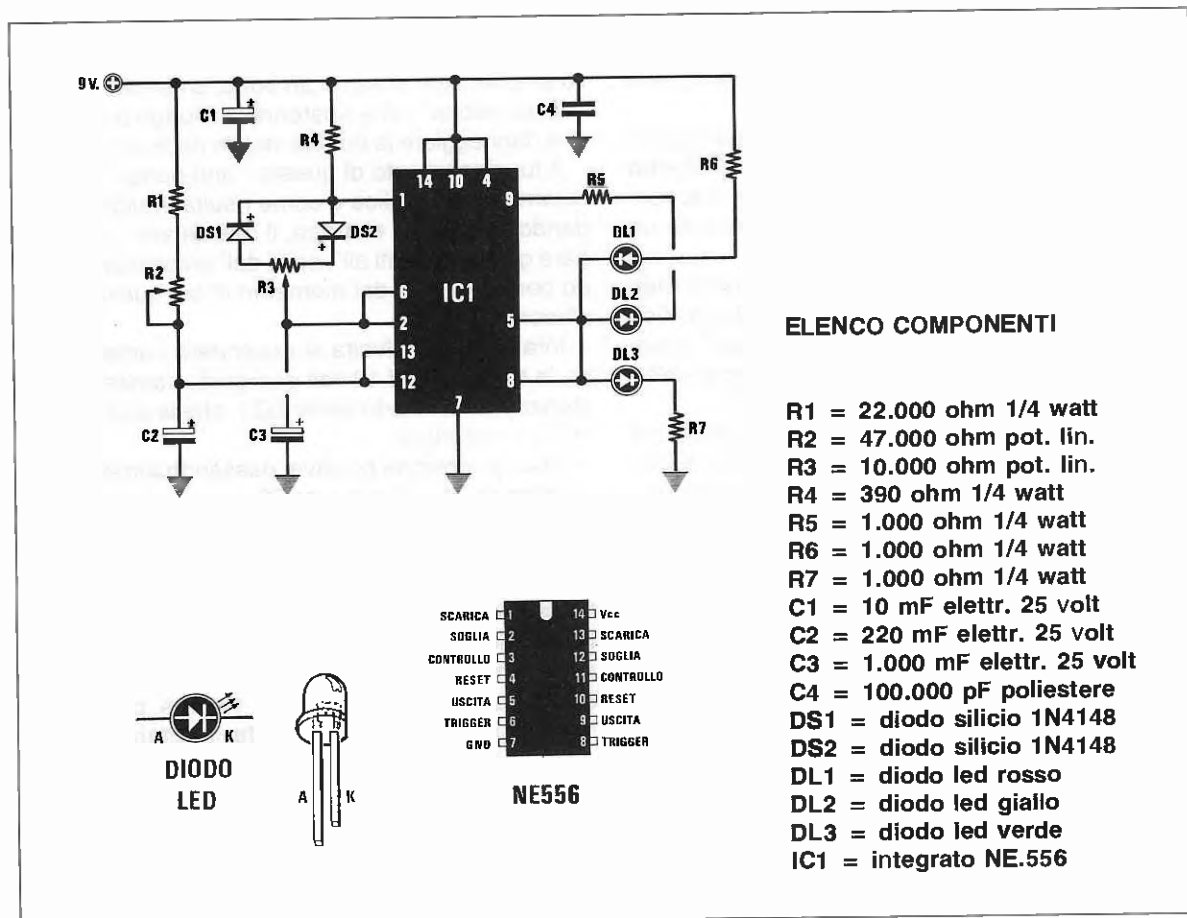 9 V.
C1
+
C4
R4
R6
R1
14 10 4
1
9
R5
DS1
+
DS2
+
DL1
R2
R3
6
IC1
DL2
2
5
13
DL3
12
8
7
C2
+
C3
+
R7
ELENCO COMPONENTI
R1 = 22.000 ohm 1/4 watt
R2 = 47.000 ohm pot. lin.
R3 = 10.000 ohm pot. lin.
R4 = 390 ohm 1/4 watt
R5 = 1.000 ohm 1/4 watt
R6 = 1.000 ohm 1/4 watt
R7 = 1.000 ohm 1/4 watt
C1 = 10 mF elettr. 25 volt
C2 = 220 mF elettr. 25 volt
C3 = 1.000 mF elettr. 25 volt
C4 = 100.000 pF poliestere
DS1 = diodo silicio 1N4148
DS2 = diodo silicio 1N4148
DL1 = diodo led rosso
DL2 = diodo led giallo
DL3 = diodo led verde
IC1 = integrato NE.556
A K
DIODO
LED
A K
SCARICA 1 14 Vcc
SOGLIA 2 13 SCARICA
CONTROLLO 3 12 SOGLIA
RESET 4 11 CONTROLLO
USCITA 5 10 RESET
TRIGGER 6 9 USCITA
GND 7 8 TRIGGER
NE556